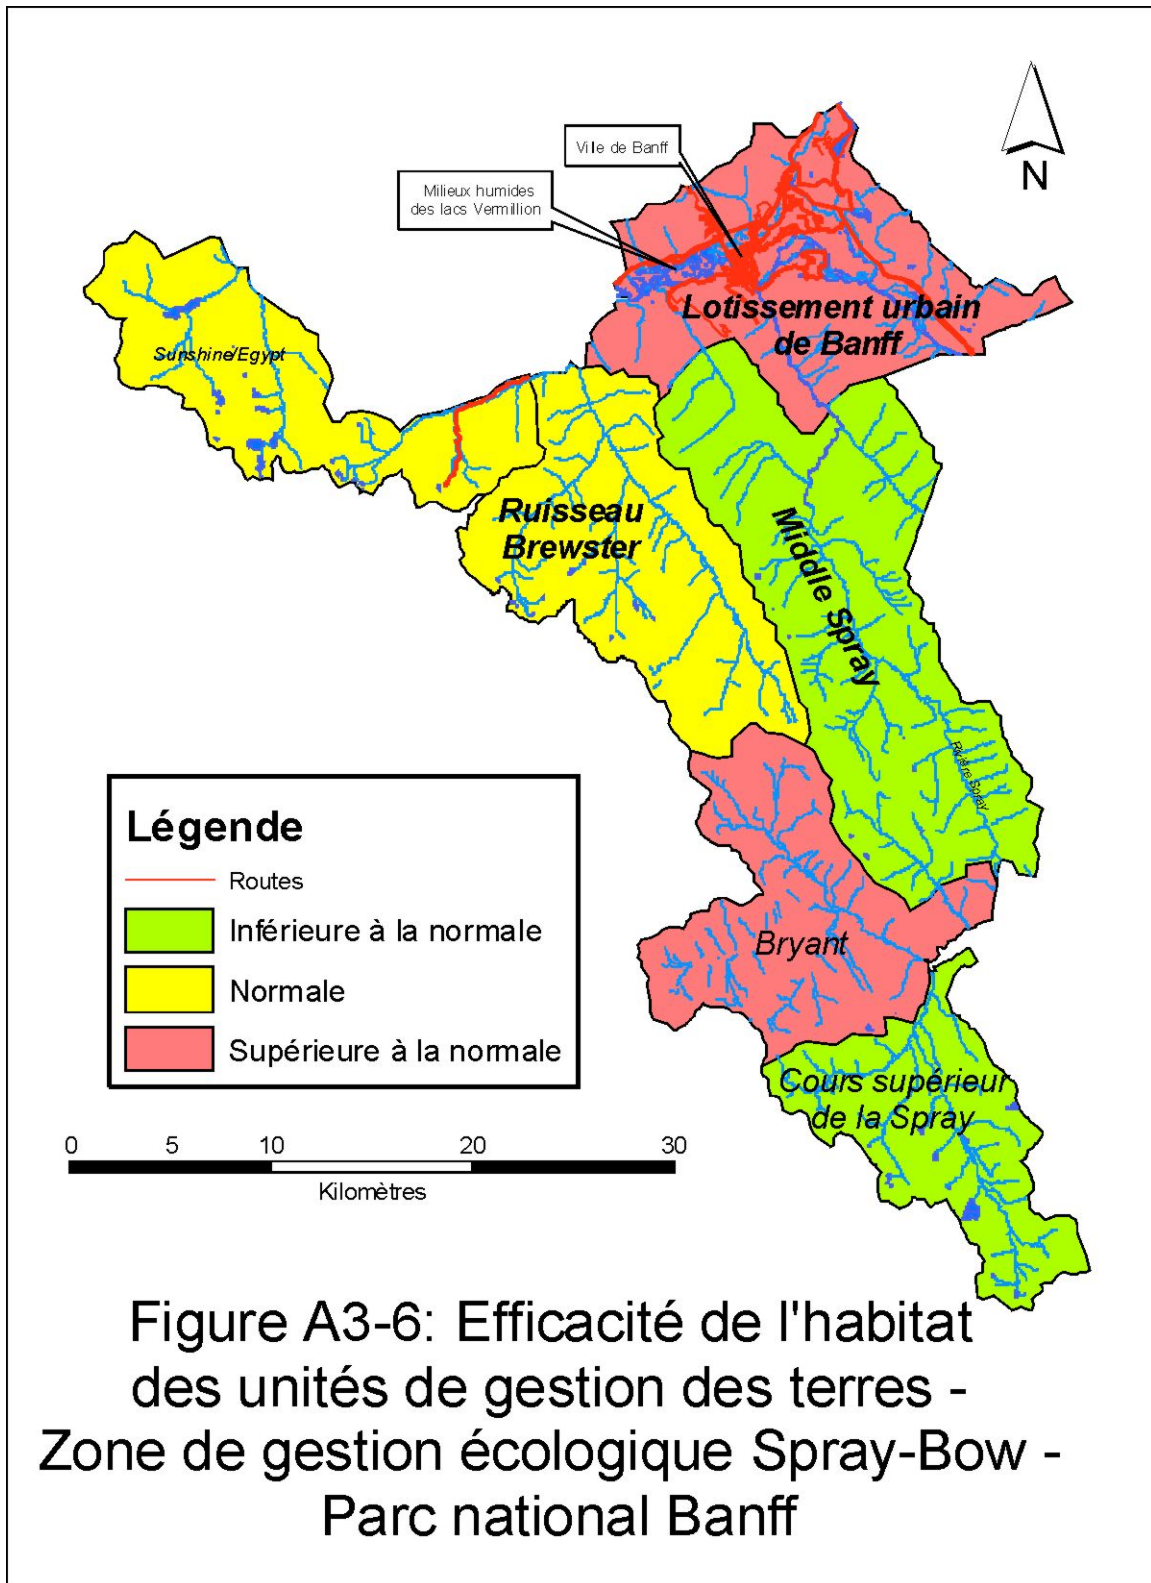 Ville de Banff
Milieux humides
des lacs Vermillion
N
Lotissement urbain
de Banff
Sunshine/Egypt
Ruisseau
Brewster
Middle Spray
Rivière Spray
Légende
Routes
Inférieure à la normale
Normale
Supérieure à la normale
Bryant
Cours supérieur
de la Spray
0 5 10 20 30
Kilomètres
Figure A3-6: Efficacité de l'habitat
des unités de gestion des terres -
Zone de gestion écologique Spray-Bow -
Parc national Banff